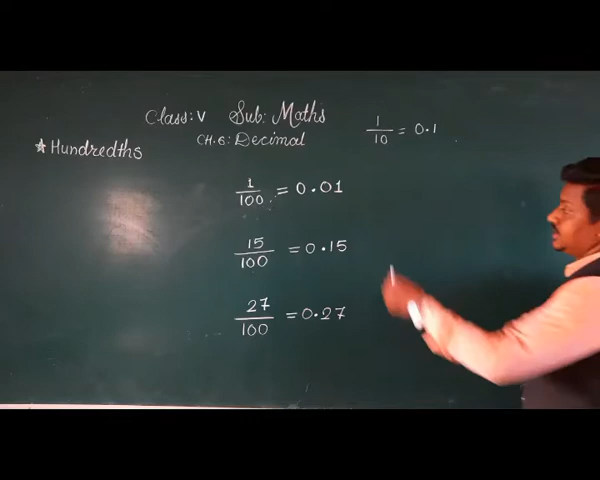 Class: V Sub: Maths
CH. 6: Decimal
1/10 = 0.1
★ Hundredths
1/100 = 0.01
15/100 = 0.15
27/100 = 0.27